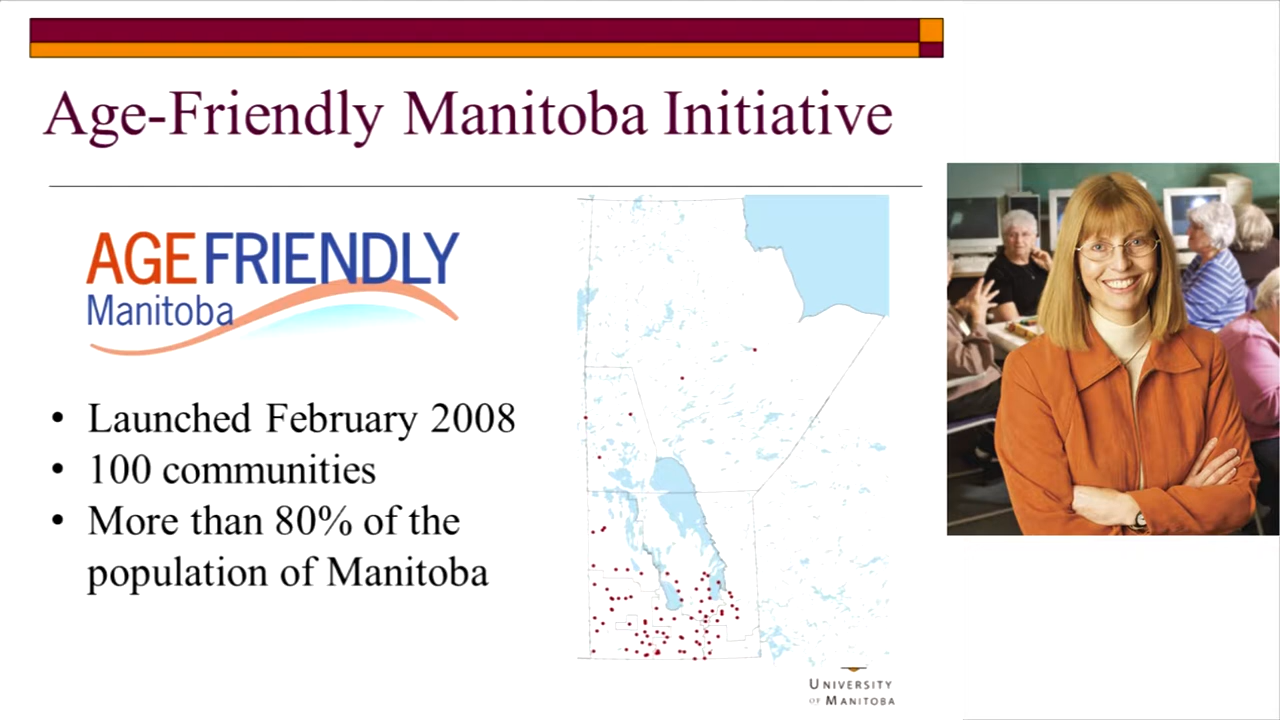 Age-Friendly Manitoba Initiative
AGE FRIENDLY
Manitoba
• Launched February 2008
• 100 communities
• More than 80% of the
population of Manitoba
UNIVERSITY
OF MANITOBA